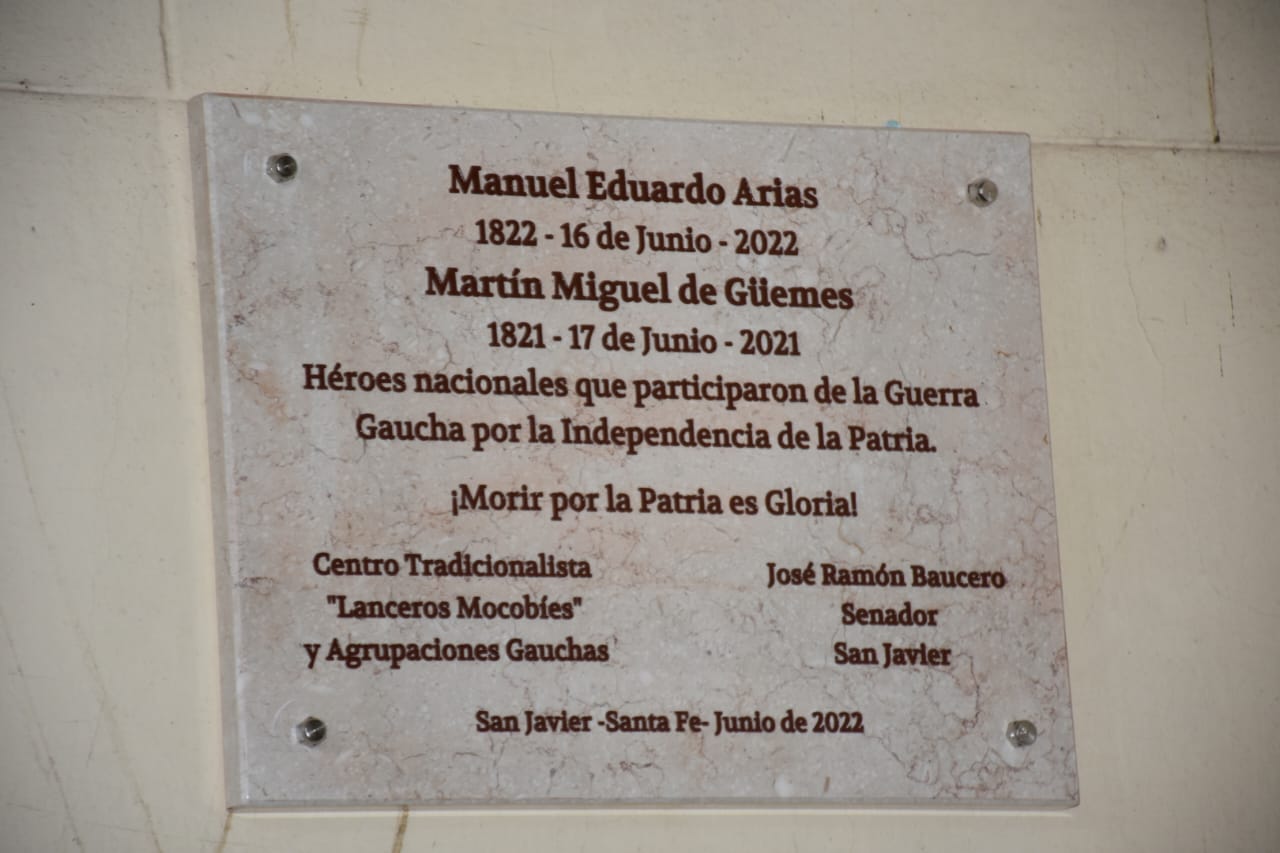 Manuel Eduardo Arias
1822 - 16 de Junio - 2022
Martín Miguel de Güemes
1821 - 17 de Junio - 2021
Héroes nacionales que participaron de la Guerra
Gaucha por la Independencia de la Patria.
¡Morir por la Patria es Gloria!
Centro Tradicionalista
"Lanceros Mocobíes"
y Agrupaciones Gauchas
José Ramón Baucero
Senador
San Javier
San Javier -Santa Fe- Junio de 2022